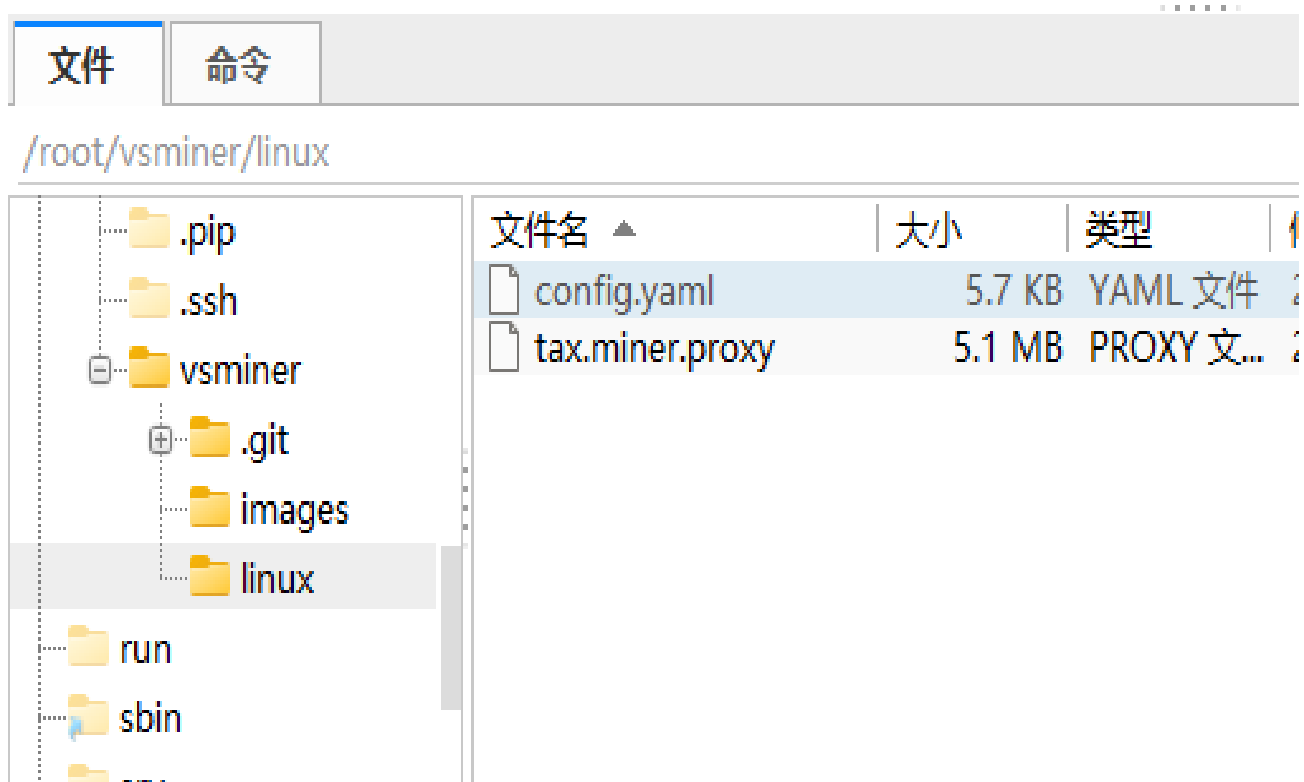 文件 命令
/root/vsminer/linux
.pip
.ssh
vsminer
.git
images
linux
run
sbin
文件名 大小 类型
config.yaml 5.7 KB YAML 文件
tax.miner.proxy 5.1 MB PROXY 文...